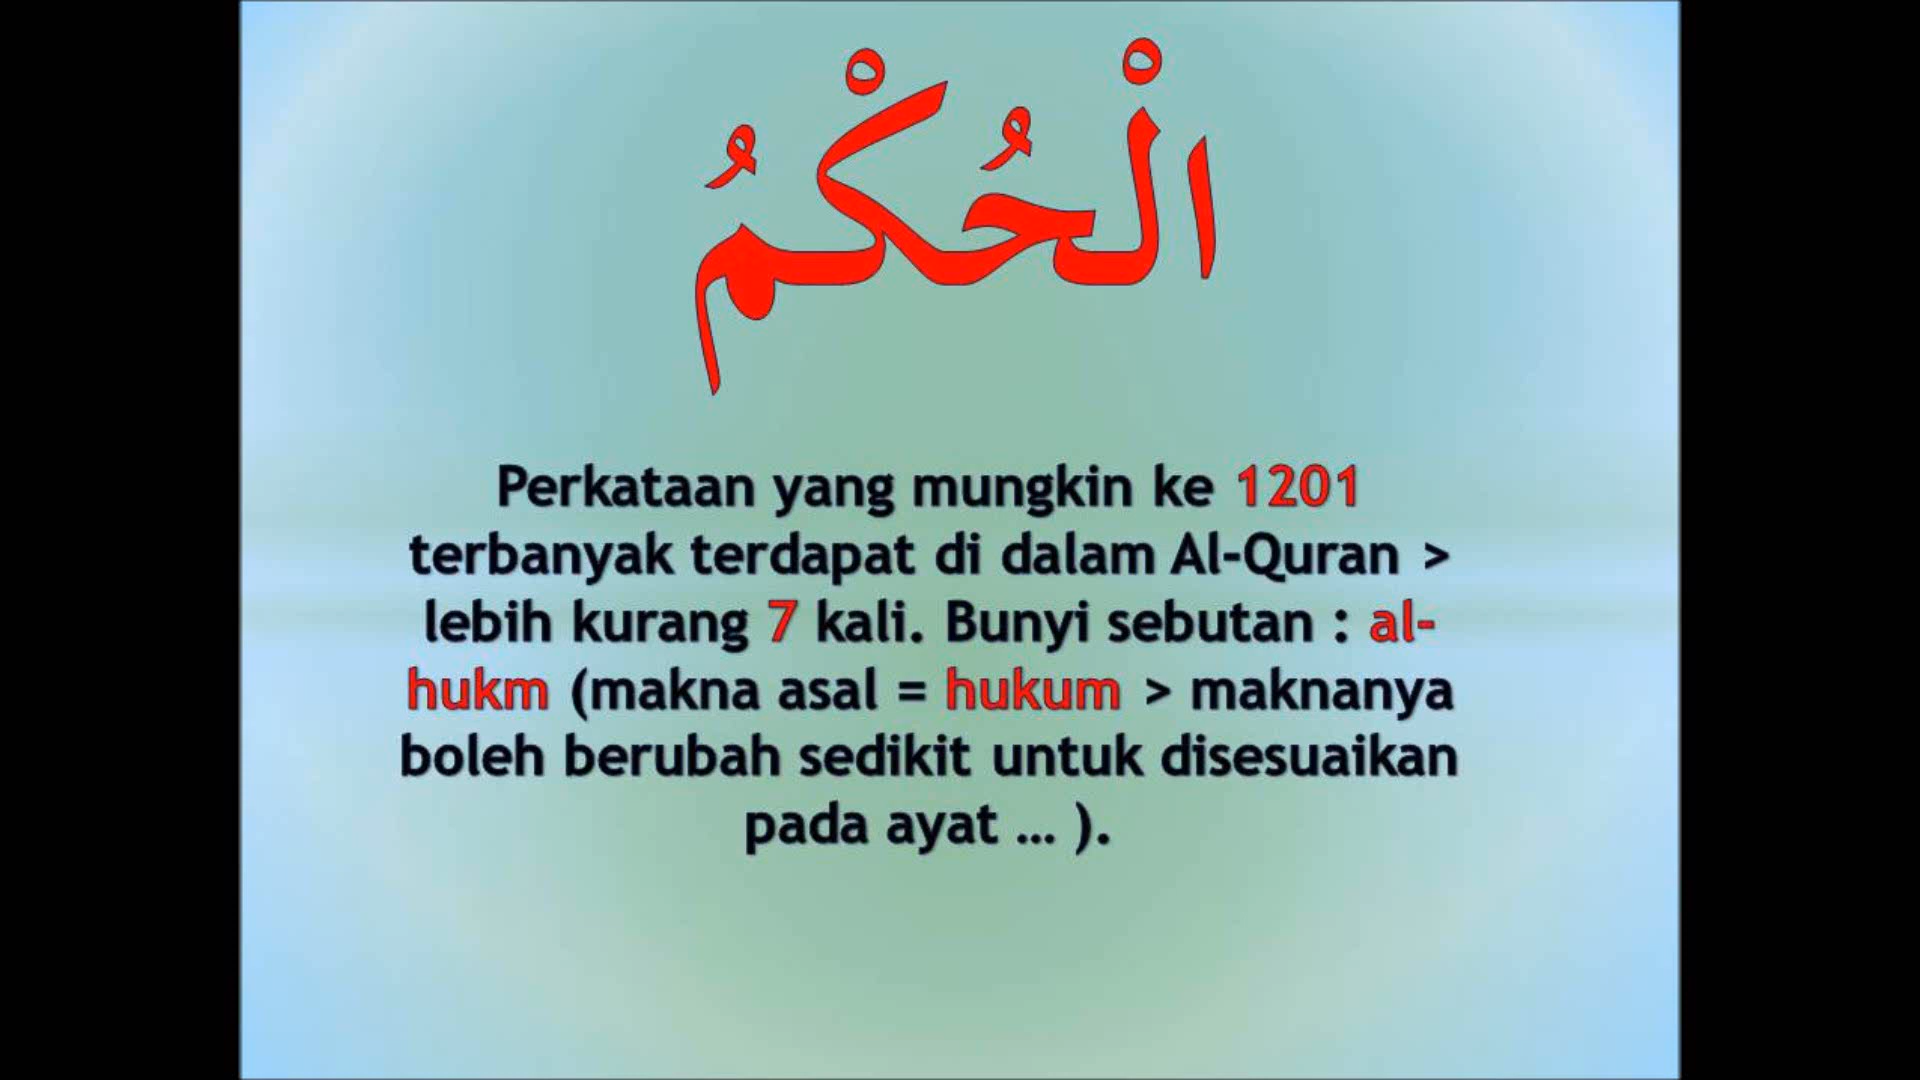 الْحُكْمُ
Perkataan yang mungkin ke 1201
terbanyak terdapat di dalam Al-Quran >
lebih kurang 7 kali. Bunyi sebutan : al-
hukm (makna asal = hukum > maknanya
boleh berubah sedikit untuk disesuaikan
pada ayat ... ).